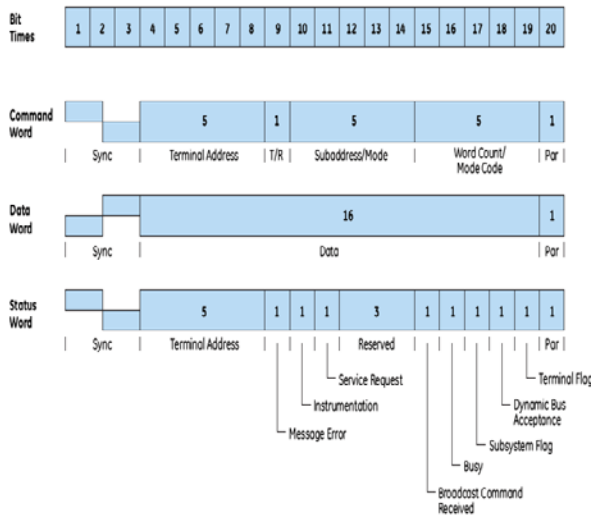 Bit
Times
1 2 3 4 5 6 7 8 9 10 11 12 13 14 15 16 17 18 19 20
Command
Word
5 1 5 5 1
Sync Terminal Address T/R Suboddress/Mode Word Count/
Mode Code Par
Data
Word
16 1
Sync Data Par
Status
Word
5 1 1 1 3 1 1 1 1 1 1
Sync Terminal Address Reserved Par
Service Request
Instrumentation
Message Error
Terminal Flag
Dynamic Bus
Acceptance
Subsystem Flag
Busy
Broadcast Command
Received